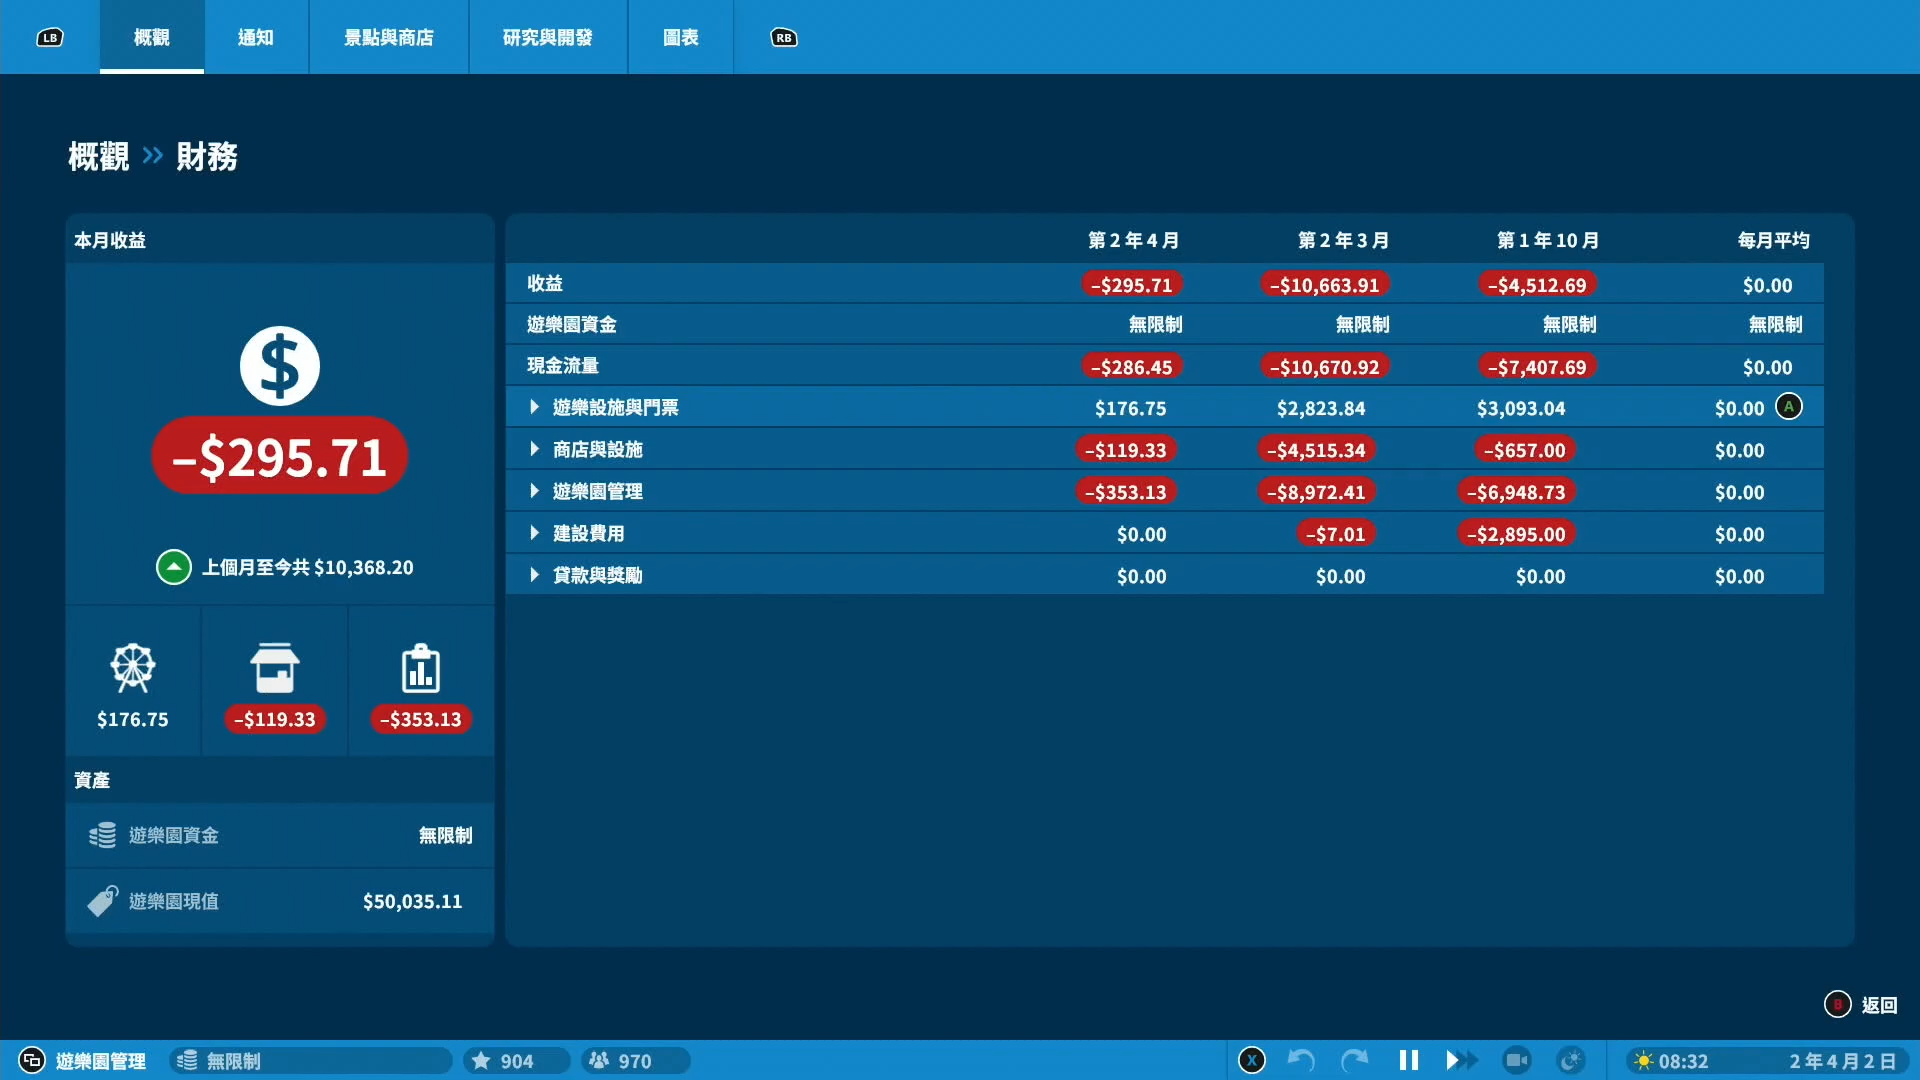 LB 概觀 通知 景點與商店 研究與開發 圖表 RB
概觀 » 財務
本月收益
–$295.71
上個月至今共 $10,368.20
$176.75 –$119.33 –$353.13
資產
遊樂園資金 無限制
遊樂園現值 $50,035.11
第 2 年 4 月 第 2 年 3 月 第 1 年 10 月 每月平均
收益 –$295.71 –$10,663.91 –$4,512.69 $0.00
遊樂園資金 無限制 無限制 無限制 無限制
現金流量 –$286.45 –$10,670.92 –$7,407.69 $0.00
遊樂設施與門票 $176.75 $2,823.84 $3,093.04 $0.00 A
商店與設施 –$119.33 –$4,515.34 –$657.00 $0.00
遊樂園管理 –$353.13 –$8,972.41 –$6,948.73 $0.00
建設費用 $0.00 –$7.01 –$2,895.00 $0.00
貸款與獎勵 $0.00 $0.00 $0.00 $0.00
B 返回
遊樂園管理 無限制 904 970 X 08:32 2 年 4 月 2 日